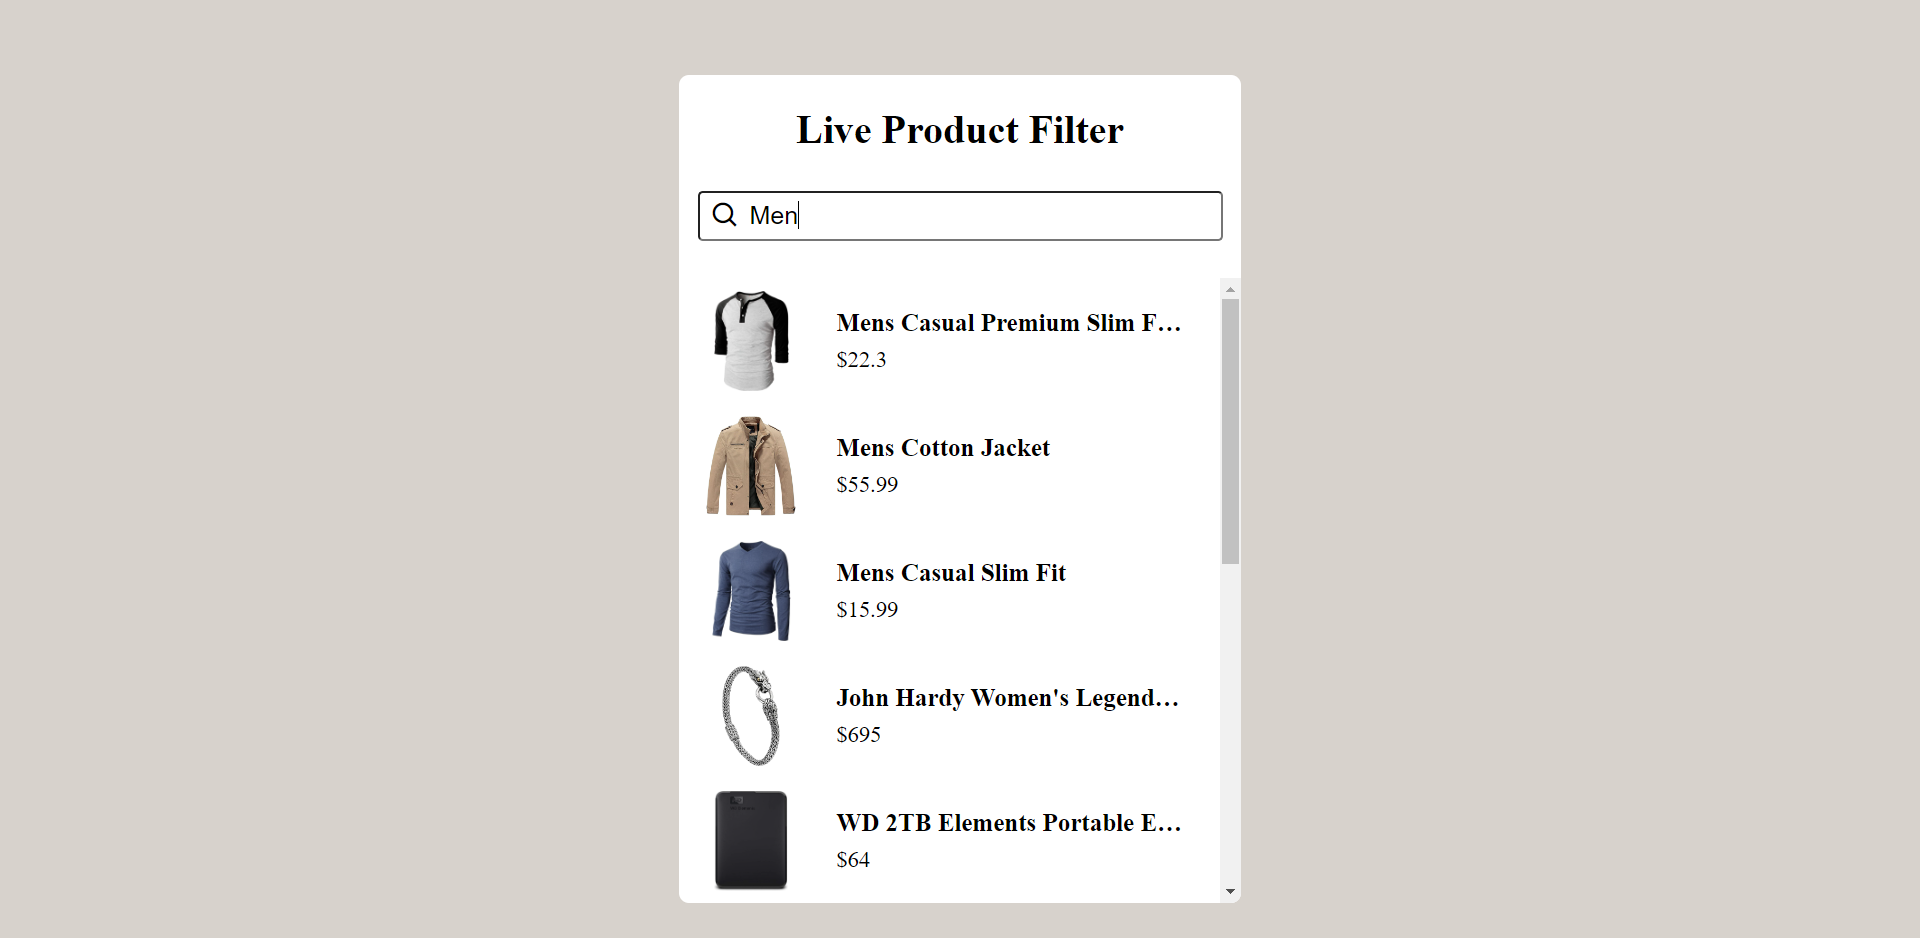 Live Product Filter
Men
Mens Casual Premium Slim F...
$22.3
Mens Cotton Jacket
$55.99
Mens Casual Slim Fit
$15.99
John Hardy Women's Legend...
$695
WD 2TB Elements Portable E...
$64